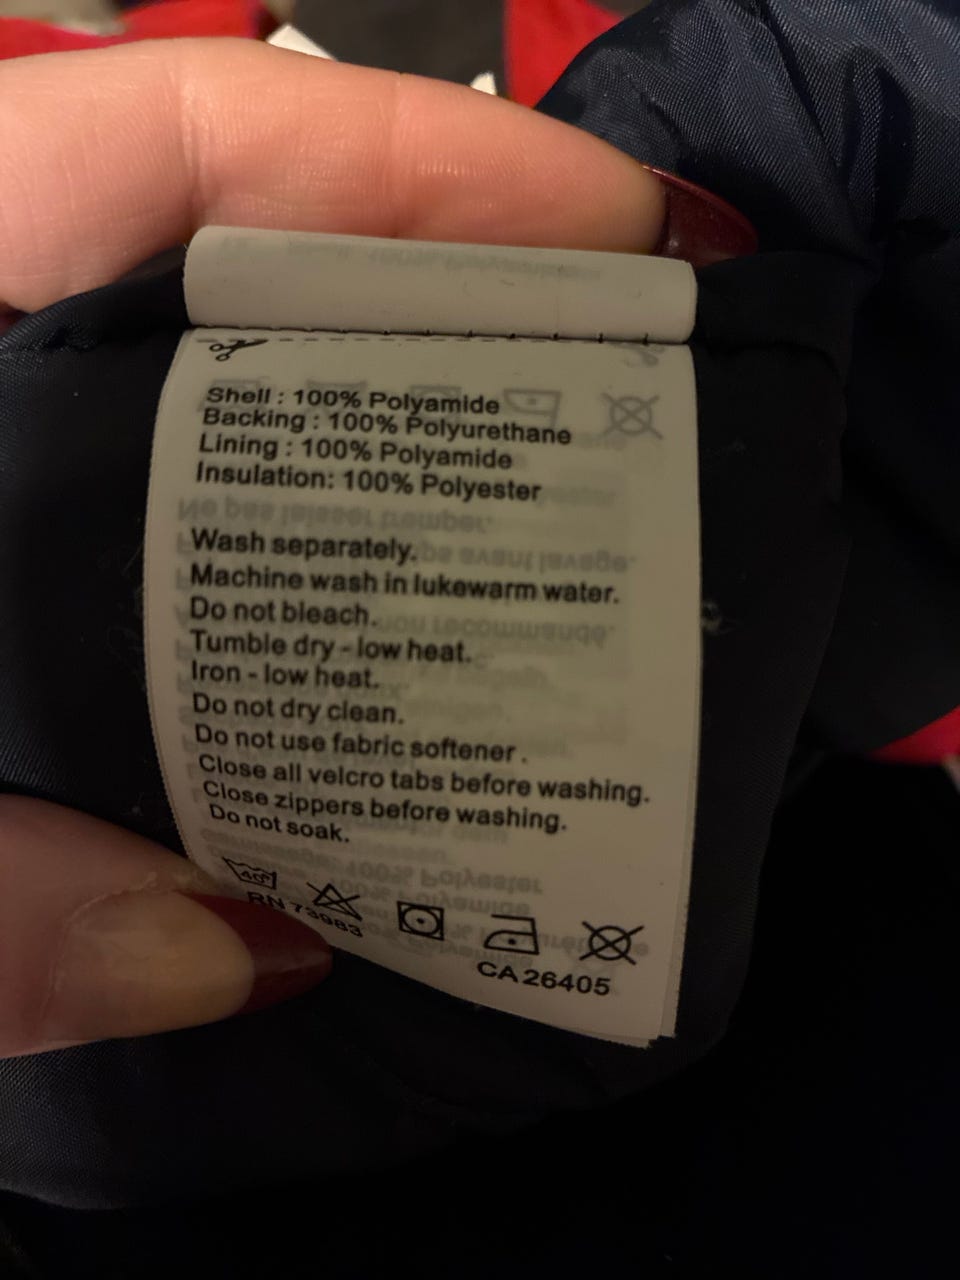 Shell : 100% Polyamide
Backing : 100% Polyurethane
Lining : 100% Polyamide
Insulation: 100% Polyester
Wash separately.
Machine wash in lukewarm water.
Do not bleach.
Tumble dry - low heat.
Iron - low heat.
Do not dry clean.
Do not use fabric softener .
Close all velcro tabs before washing.
Close zippers before washing.
Do not soak.
40°
RN 73983
CA 26405